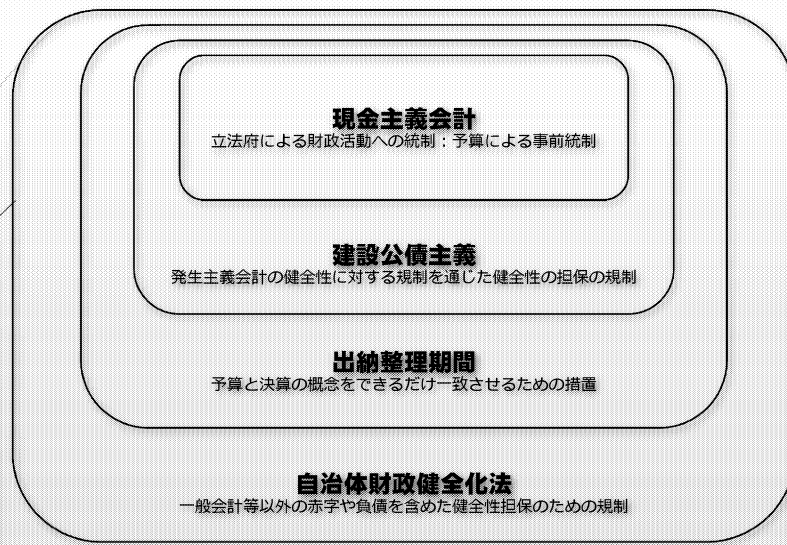 現金主義会計
立法府による財政活動への統制：予算による事前統制
建設公債主義
発生主義会計の健全性に対する規制を通じた健全性の担保の規制
出納整理期間
予算と決算の概念をできるだけ一致させるための措置
自治体財政健全化法
一般会計等以外の赤字や負債を含めた健全性担保のための規制